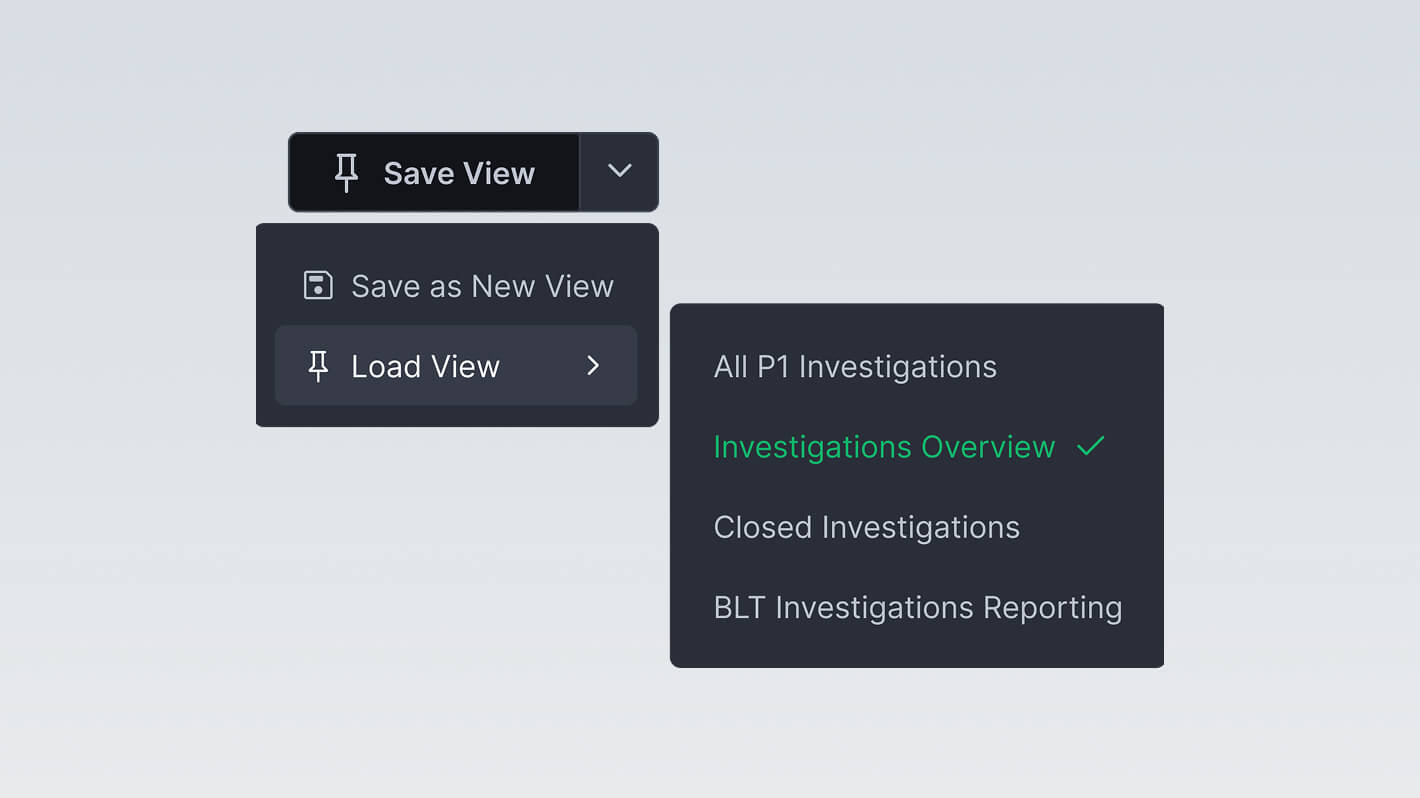 Save View
Save as New View
Load View
All P1 Investigations
Investigations Overview
Closed Investigations
BLT Investigations Reporting